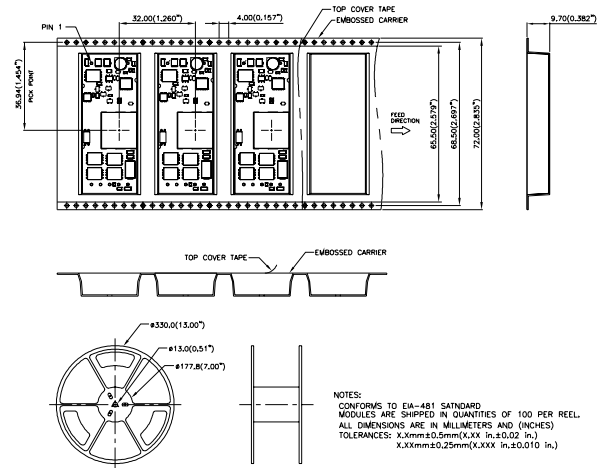 TOP COVER TAPE
EMBOSSED CARRIER
32.00(1.260")
4.00(0.157")
9.70(0.382")
PIN 1
36.94(1.454")
PICK POINT
FEED
DIRECTION
65.50(2.579")
68.50(2.697")
72.00(2.835")
TOP COVER TAPE
EMBOSSED CARRIER
ø330.0(13.00")
ø13.0(0.51")
ø177.8(7.00")
NOTES:
CONFORMS TO EIA-481 SATNDARD
MODULES ARE SHIPPED IN QUANTITIES OF 100 PER REEL.
ALL DIMENSIONS ARE IN MILLIMETERS AND (INCHES)
TOLERANCES: X.Xmm±0.5mm(X.XX in.±0.02 in.)
X.XXmm±0.25mm(X.XXX in.±0.010 in.)